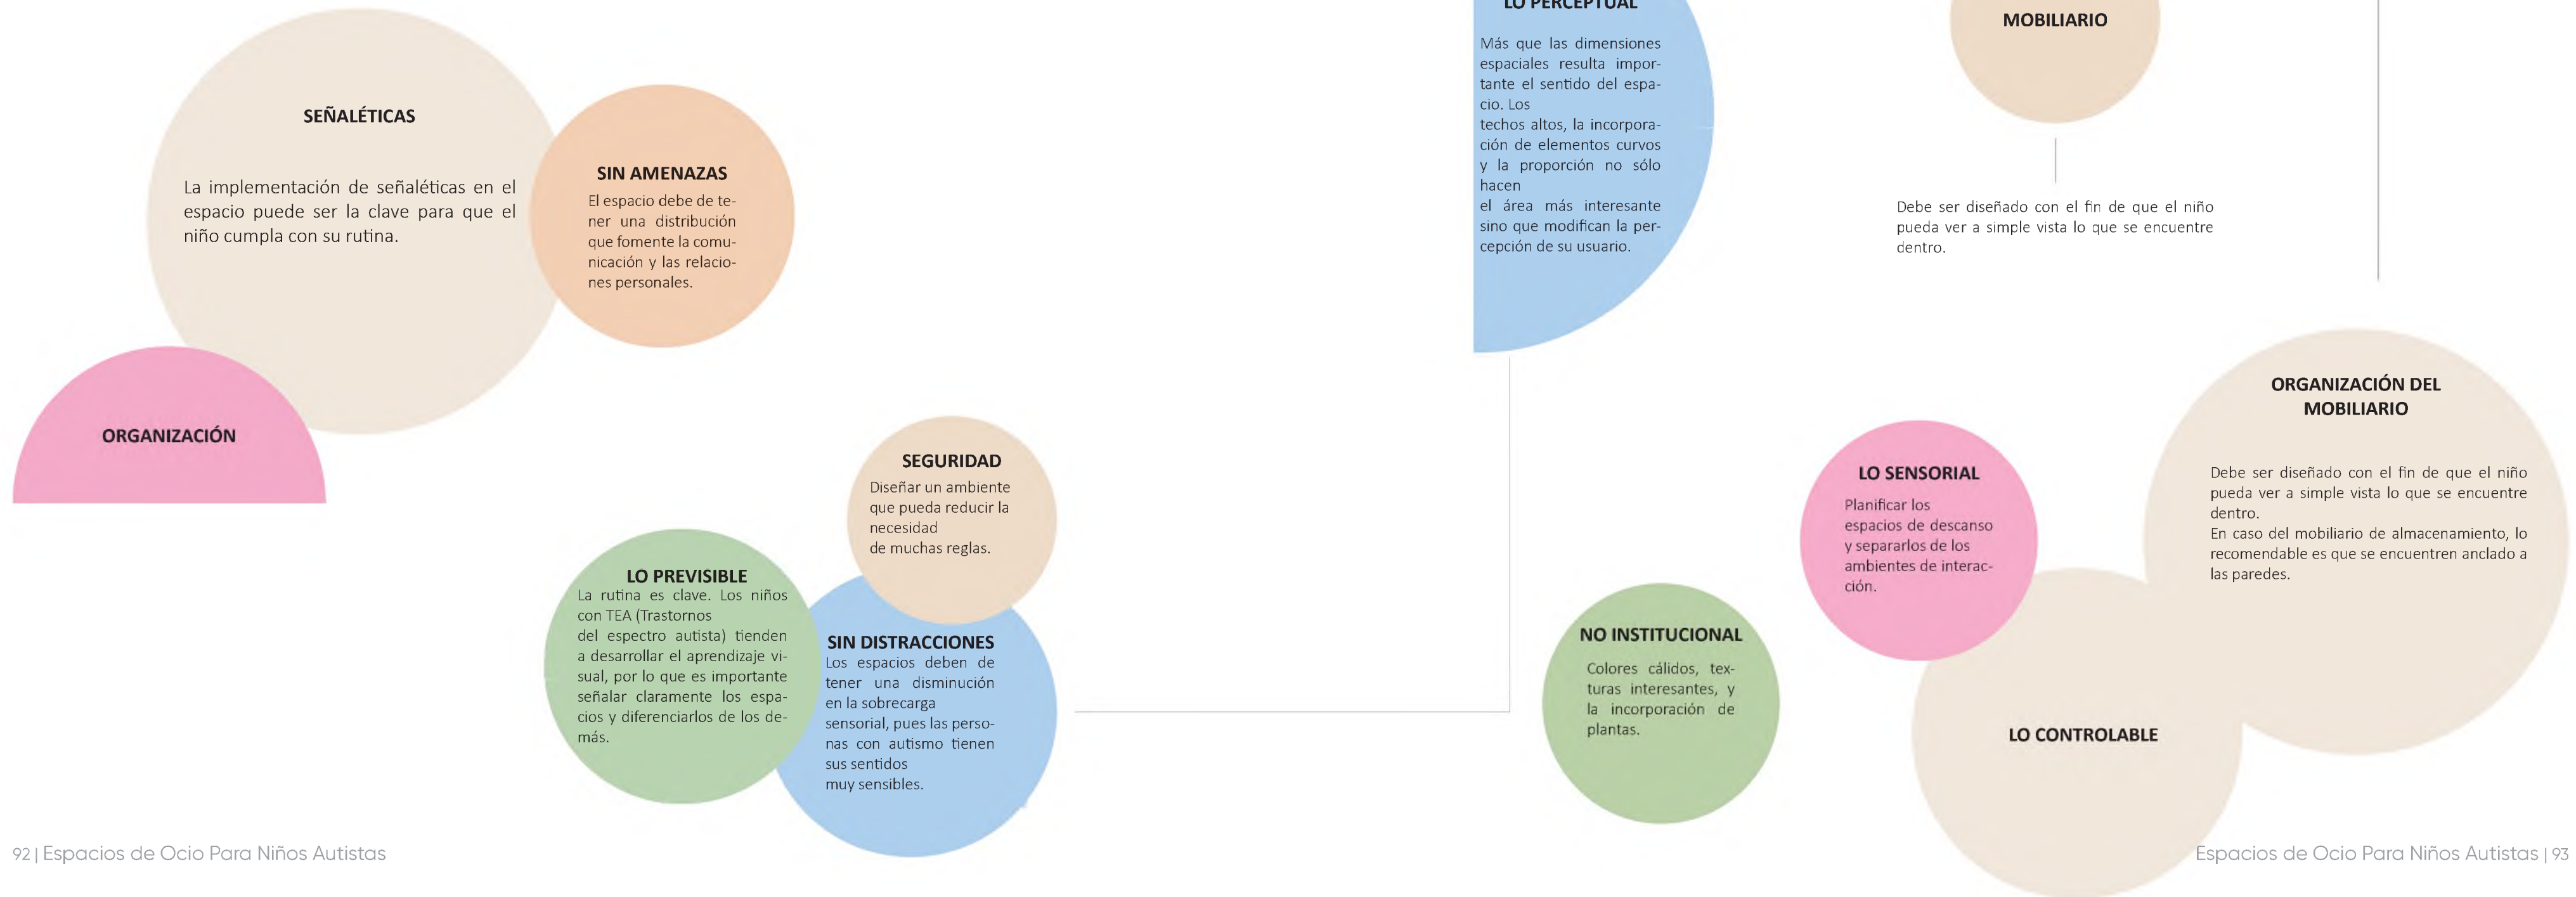 SEÑALÉTICAS
La implementación de señaléticas en el
espacio puede ser la clave para que el
niño cumpla con su rutina.
SIN AMENAZAS
El espacio debe de te-
ner una distribución
que fomente la comu-
nicación y las relacio-
nes personales.
ORGANIZACIÓN
SEGURIDAD
Diseñar un ambiente
que pueda reducir la
necesidad
de muchas reglas.
LO PREVISIBLE
La rutina es clave. Los niños
con TEA (Trastornos
del espectro autista) tienden
a desarrollar el aprendizaje vi-
sual, por lo que es importante
señalar claramente los espa-
cios y diferenciarlos de los de-
más.
SIN DISTRACCIONES
Los espacios deben de
tener una disminución
en la sobrecarga
sensorial, pues las perso-
nas con autismo tienen
sus sentidos
muy sensibles.
92 | Espacios de Ocio Para Niños Autistas
LO PERCEPTUAL
Más que las dimensiones
espaciales resulta impor-
tante el sentido del espa-
cio. Los
techos altos, la incorpora-
ción de elementos curvos
y la proporción no sólo
hacen
el área más interesante
sino que modifican la per-
cepción de su usuario.
MOBILIARIO
Debe ser diseñado con el fin de que el niño
pueda ver a simple vista lo que se encuentre
dentro.
ORGANIZACIÓN DEL
MOBILIARIO
Debe ser diseñado con el fin de que el niño
pueda ver a simple vista lo que se encuentre
dentro.
En caso del mobiliario de almacenamiento, lo
recomendable es que se encuentren anclado a
las paredes.
LO SENSORIAL
Planificar los
espacios de descanso
y separarlos de los
ambientes de interac-
ción.
NO INSTITUCIONAL
Colores cálidos, tex-
turas interesantes, y
la incorporación de
plantas.
LO CONTROLABLE
Espacios de Ocio Para Niños Autistas | 93